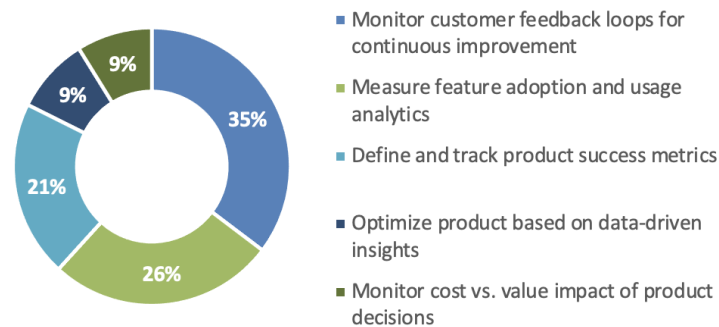 35%
26%
21%
9%
9%
Monitor customer feedback loops for
continuous improvement
Measure feature adoption and usage
analytics
Define and track product success metrics
Optimize product based on data-driven
insights
Monitor cost vs. value impact of product
decisions